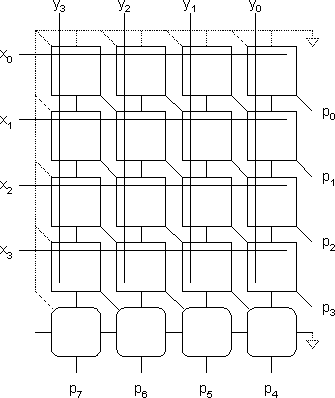 y₃ y₂ y₁ y₀
x₀
p₀
x₁
p₁
x₂
p₂
x₃
p₃
p₇ p₆ p₅ p₄